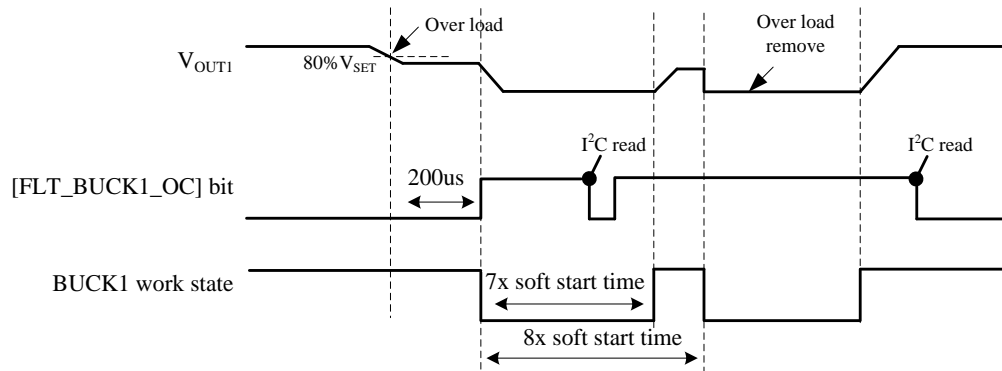 Over load
Over load
remove
V_OUT1
80% V_SET
I²C read
I²C read
200us
[FLT_BUCK1_OC] bit
7x soft start time
BUCK1 work state
8x soft start time